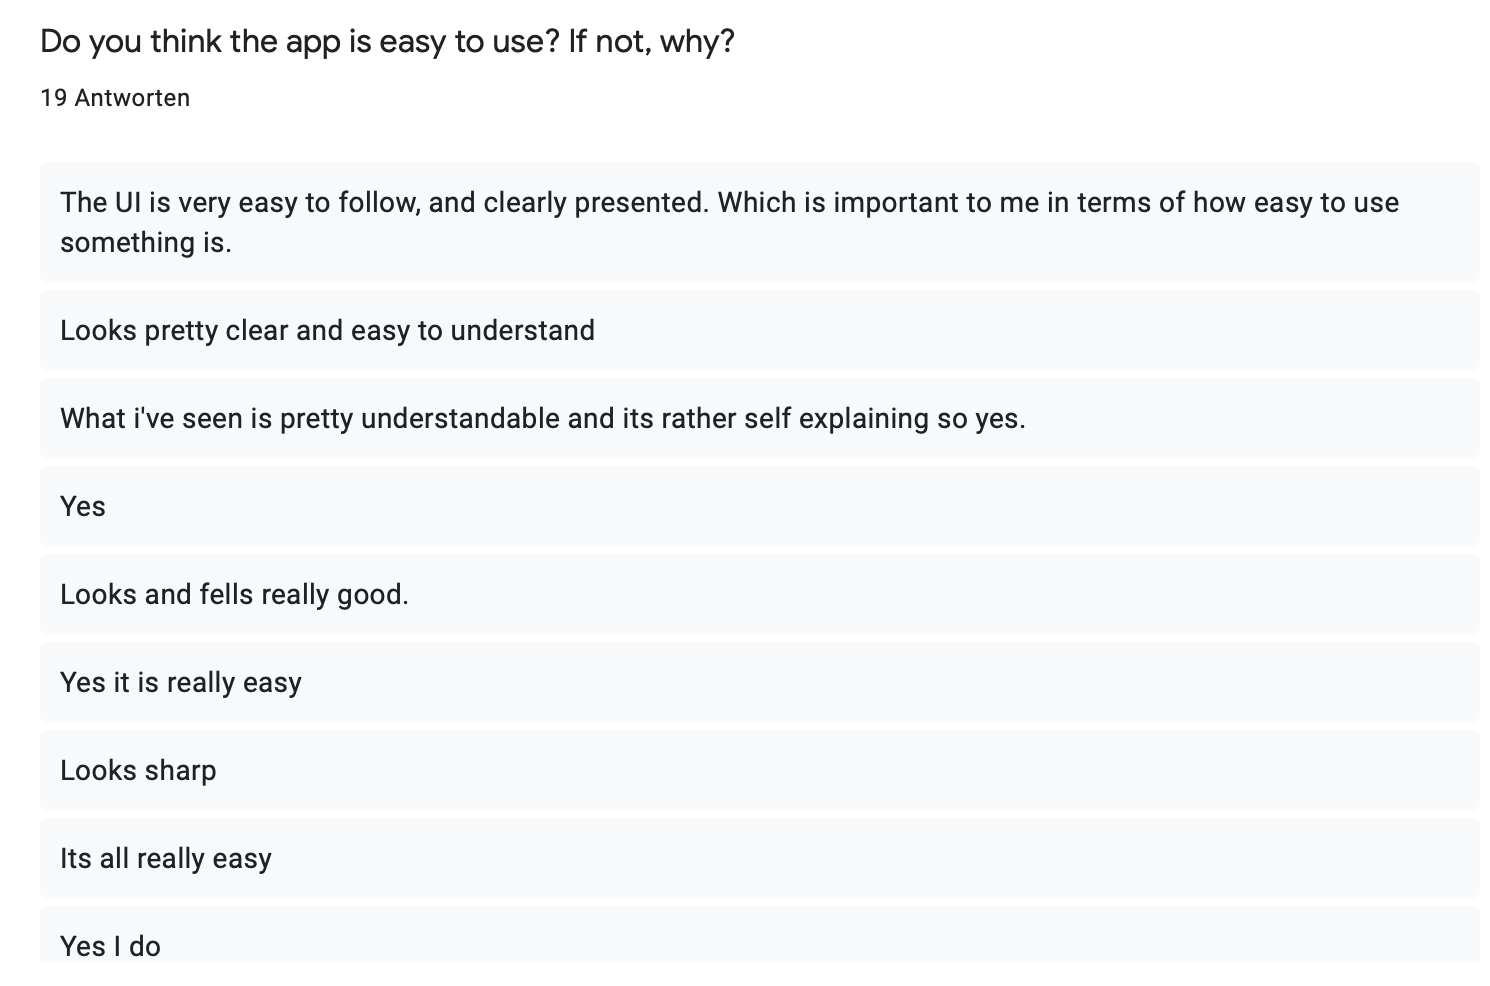 Do you think the app is easy to use? If not, why?
19 Antworten
The UI is very easy to follow, and clearly presented. Which is important to me in terms of how easy to use
something is.
Looks pretty clear and easy to understand
What i've seen is pretty understandable and its rather self explaining so yes.
Yes
Looks and fells really good.
Yes it is really easy
Looks sharp
Its all really easy
Yes I do